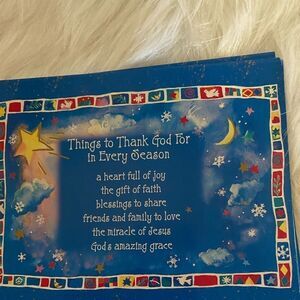 Things to Thank God For
in Every Season
a heart full of joy
the gift of faith
blessings to share
friends and family to love
the miracle of Jesus
God's amazing grace